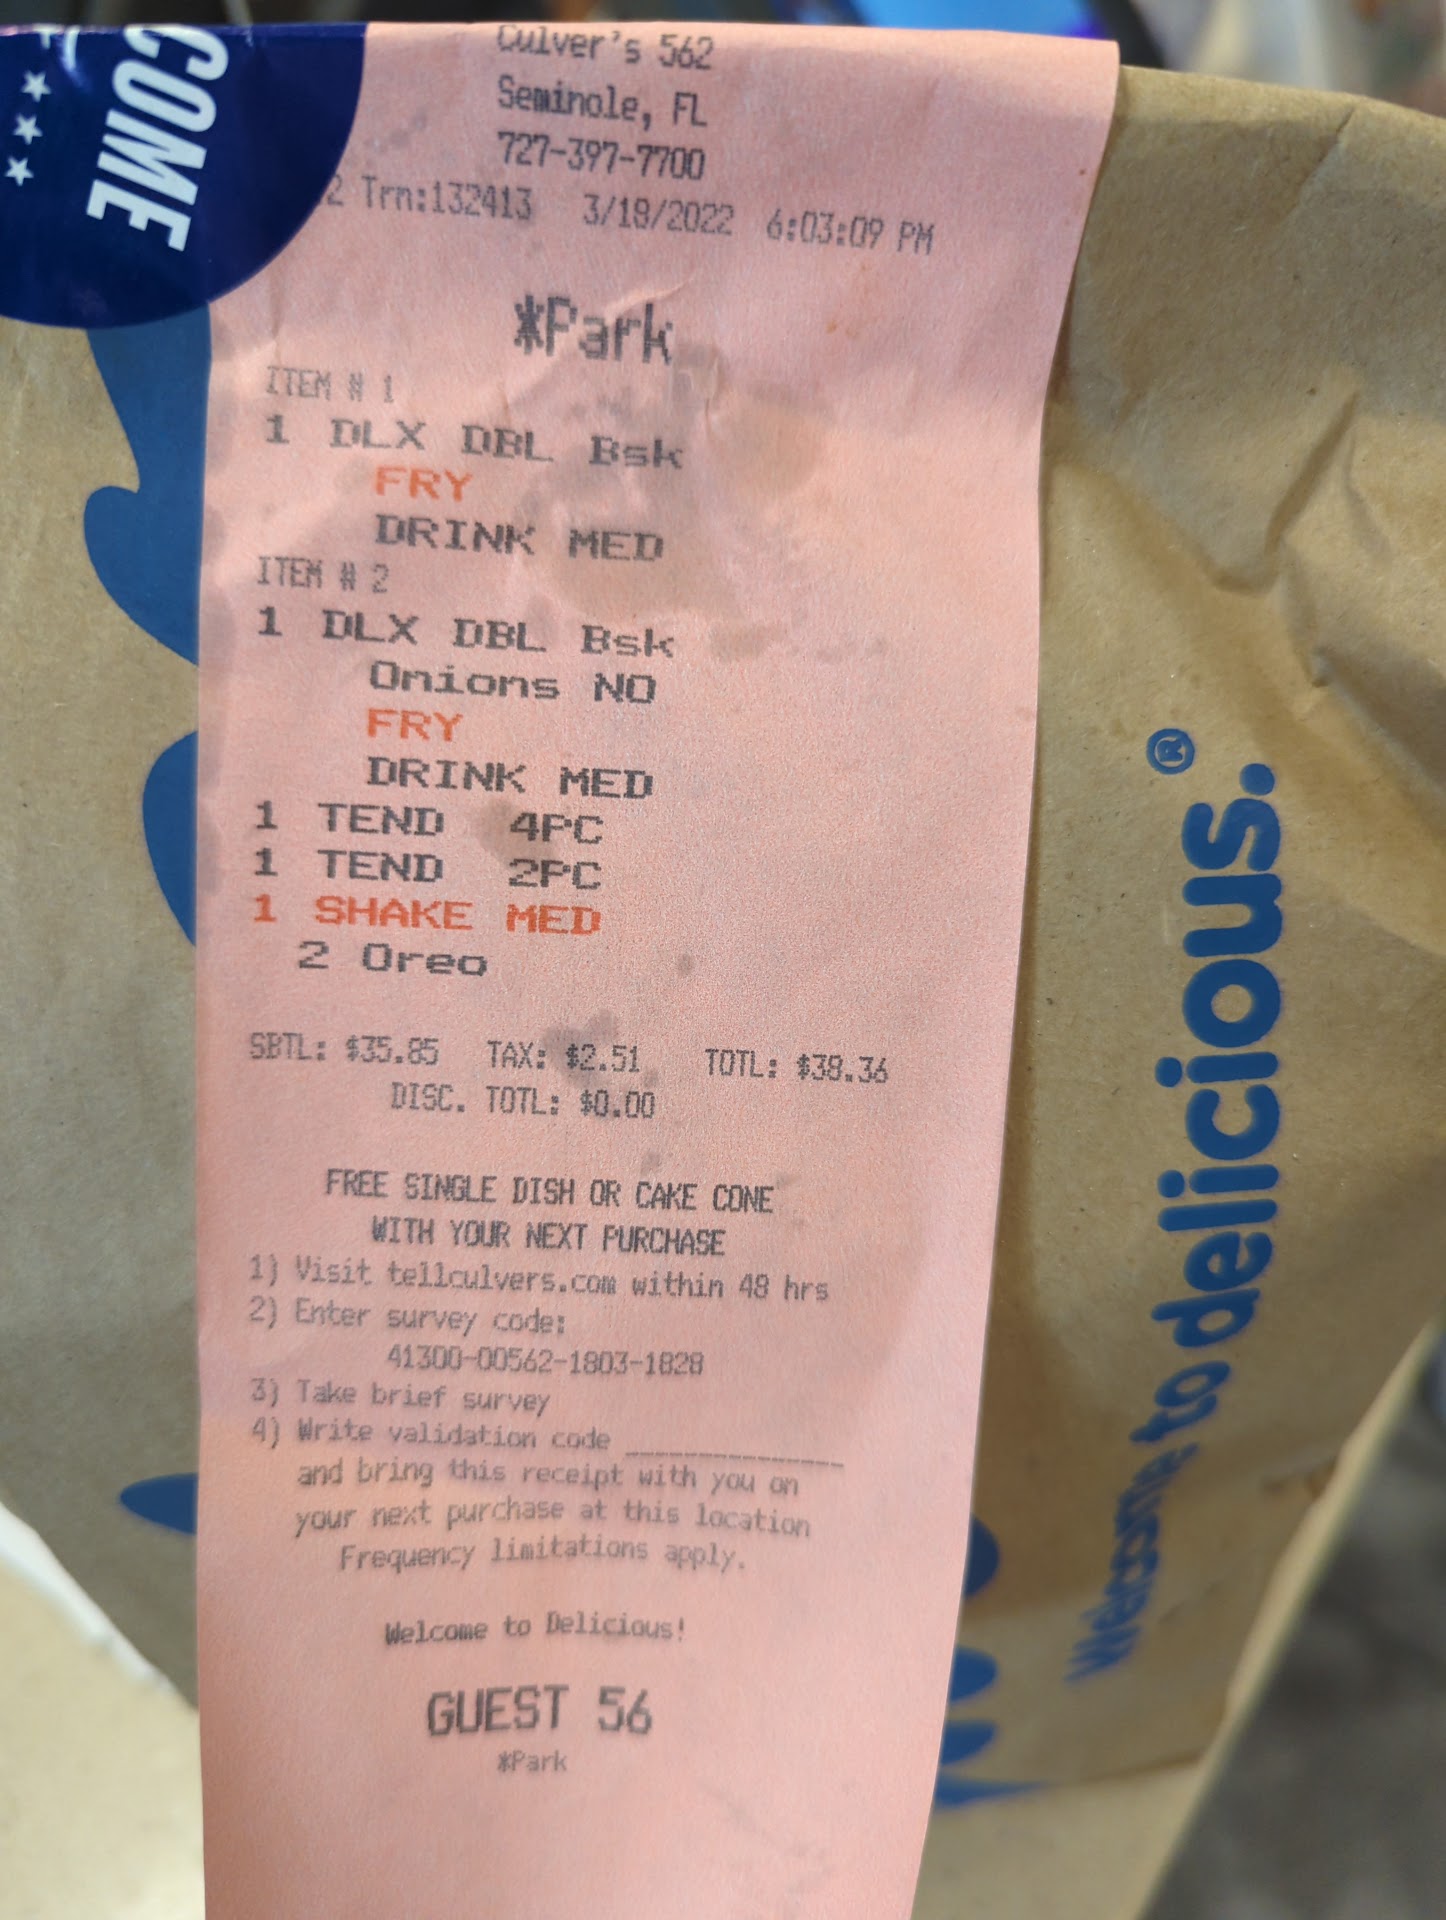 COME
Culver's 562
Seminole, FL
727-397-7700
2 Trn:132413 3/18/2022 6:03:09 PM
*Park
ITEM # 1
1 DLX DBL Bsk
FRY
DRINK MED
ITEM # 2
1 DLX DBL Bsk
Onions NO
FRY
DRINK MED
1 TEND 4PC
1 TEND 2PC
1 SHAKE MED
2 Oreo
SBTL: $35.85 TAX: $2.51 TOTL: $38.36
DISC. TOTL: $0.00
FREE SINGLE DISH OR CAKE CONE
WITH YOUR NEXT PURCHASE
1) Visit tellculvers.com within 48 hrs
2) Enter survey code:
41300-00562-1803-1828
3) Take brief survey
4) Write validation code ______________
and bring this receipt with you on
your next purchase at this location
Frequency limitations apply.
Welcome to Delicious!
GUEST 56
*Park
Welcome to delicious.®